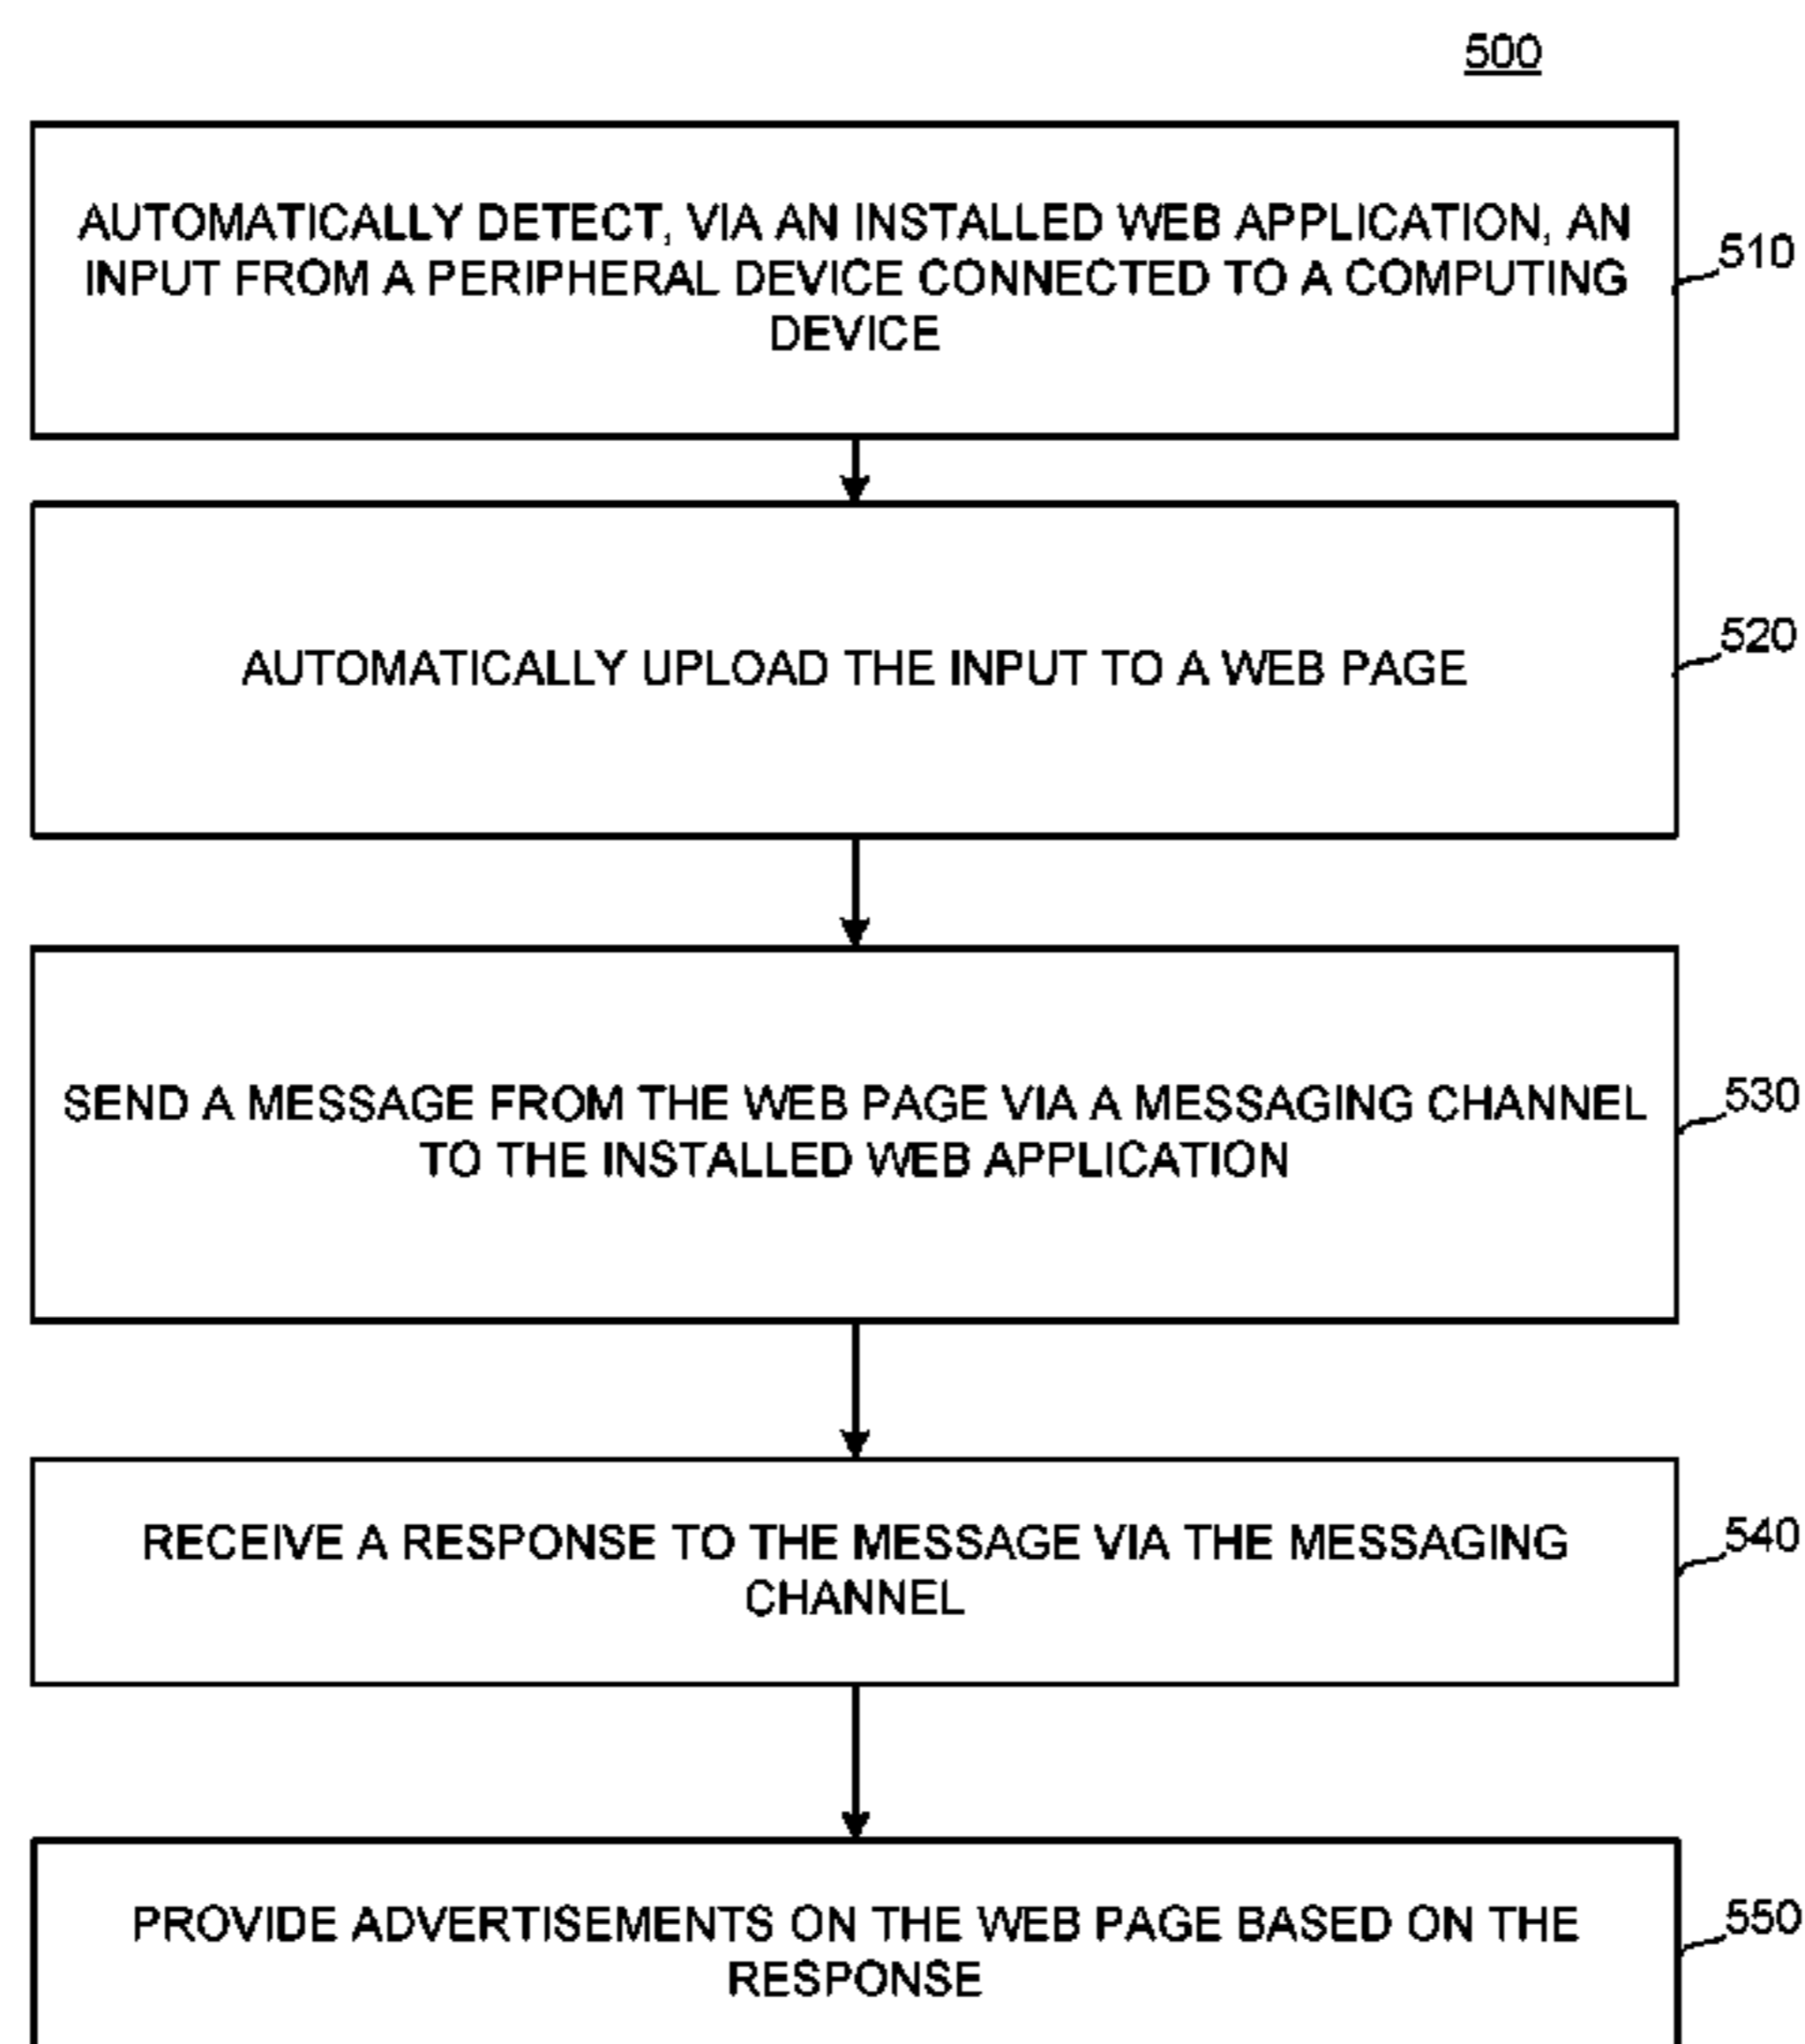 500
AUTOMATICALLY DETECT, VIA AN INSTALLED WEB APPLICATION, AN
INPUT FROM A PERIPHERAL DEVICE CONNECTED TO A COMPUTING
DEVICE
510
AUTOMATICALLY UPLOAD THE INPUT TO A WEB PAGE
520
SEND A MESSAGE FROM THE WEB PAGE VIA A MESSAGING CHANNEL
TO THE INSTALLED WEB APPLICATION
530
RECEIVE A RESPONSE TO THE MESSAGE VIA THE MESSAGING
CHANNEL
540
PROVIDE ADVERTISEMENTS ON THE WEB PAGE BASED ON THE
RESPONSE
550